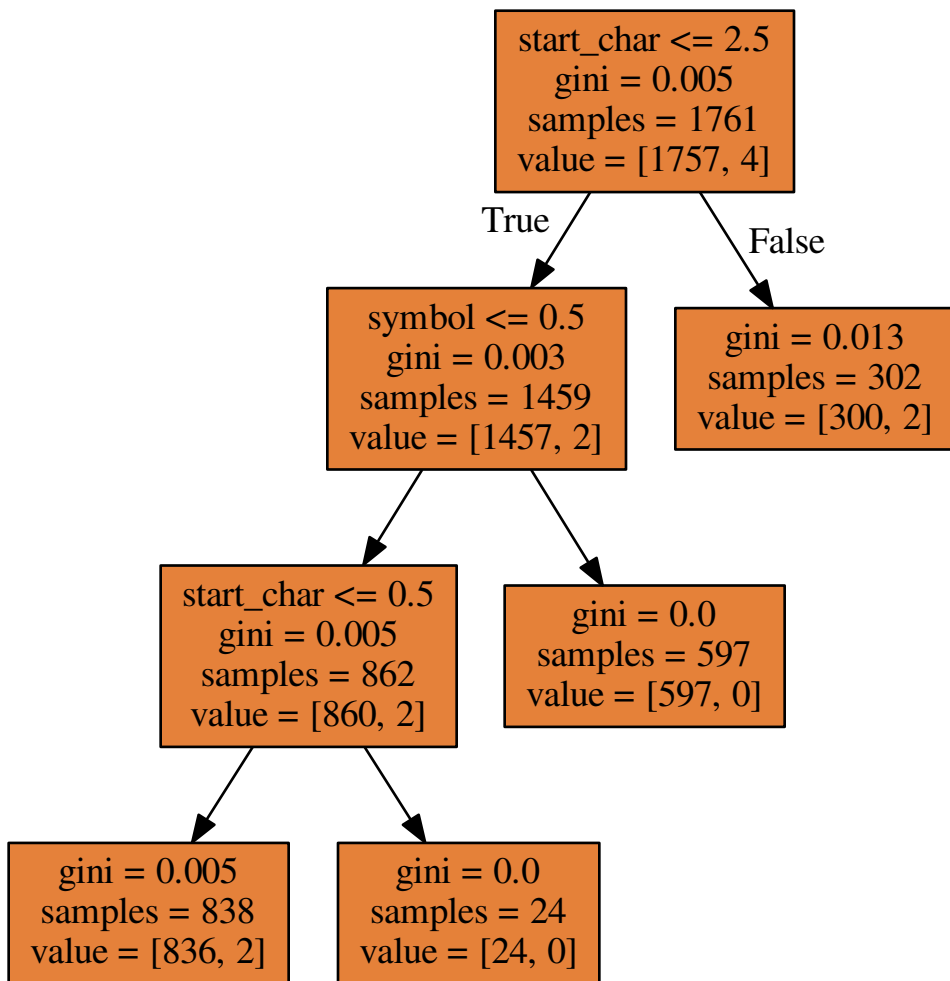 start_char <= 2.5
gini = 0.005
samples = 1761
value = [1757, 4]
True
False
symbol <= 0.5
gini = 0.003
samples = 1459
value = [1457, 2]
gini = 0.013
samples = 302
value = [300, 2]
start_char <= 0.5
gini = 0.005
samples = 862
value = [860, 2]
gini = 0.0
samples = 597
value = [597, 0]
gini = 0.005
samples = 838
value = [836, 2]
gini = 0.0
samples = 24
value = [24, 0]